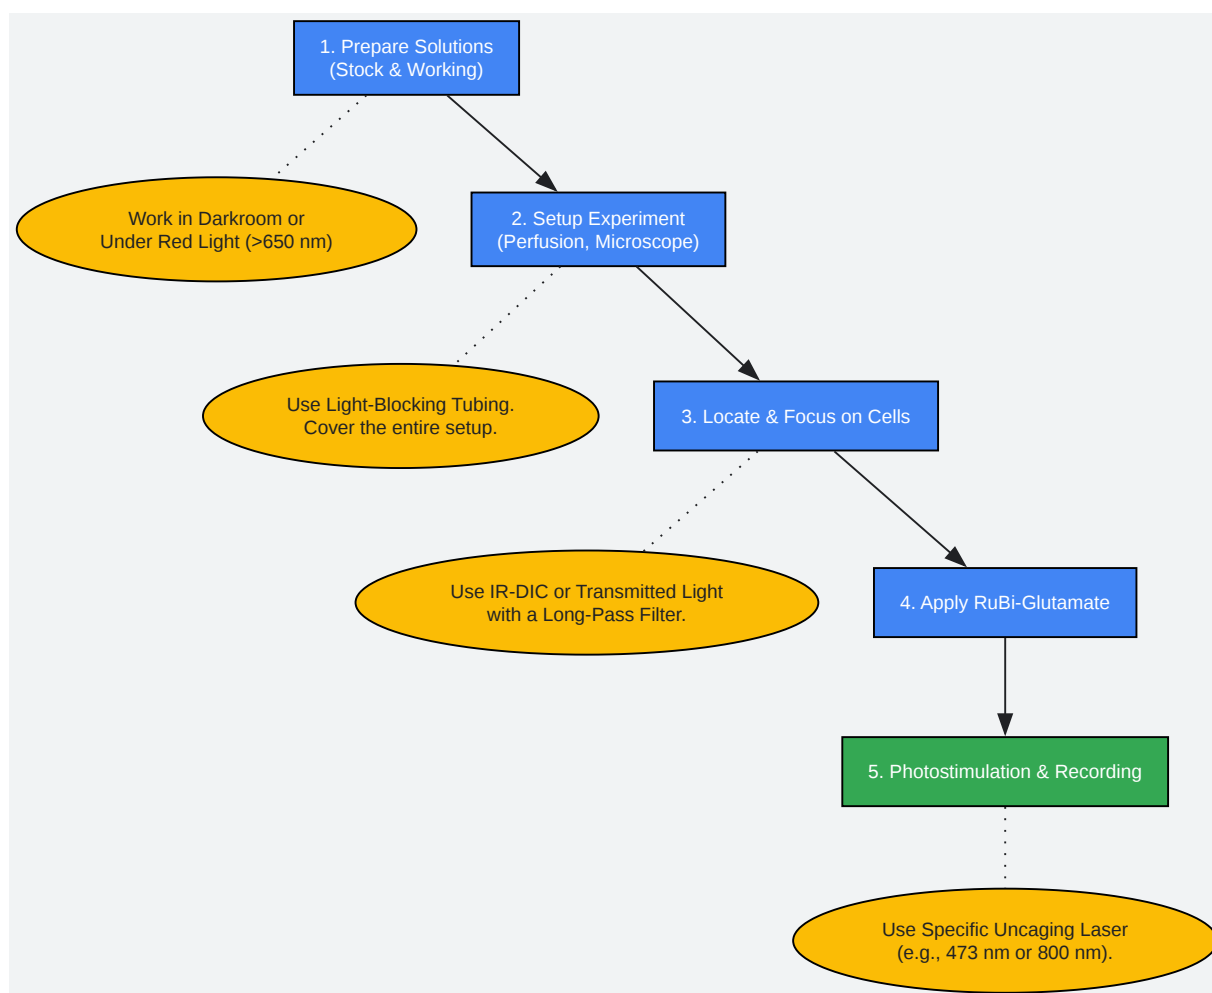 1. Prepare Solutions
(Stock & Working)
Work in Darkroom or
Under Red Light (>650 nm)
2. Setup Experiment
(Perfusion, Microscope)
Use Light-Blocking Tubing.
Cover the entire setup.
3. Locate & Focus on Cells
Use IR-DIC or Transmitted Light
with a Long-Pass Filter.
4. Apply RuBi-Glutamate
5. Photostimulation & Recording
Use Specific Uncaging Laser
(e.g., 473 nm or 800 nm).